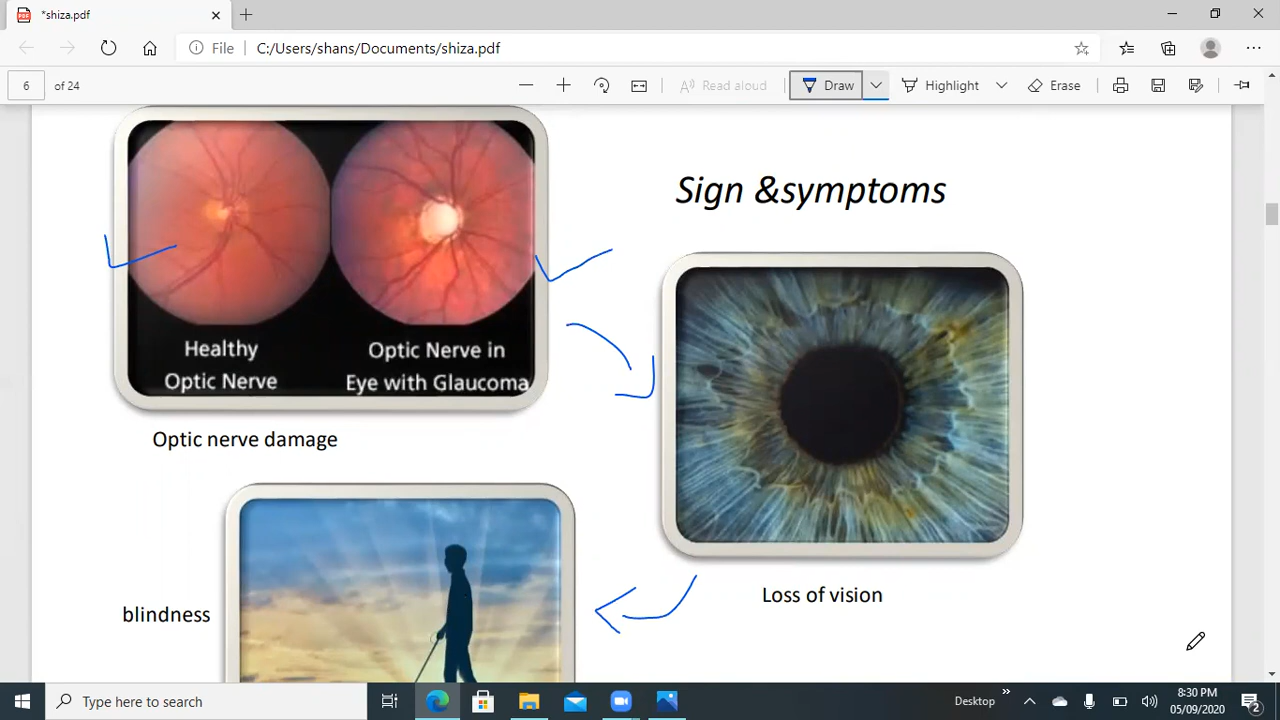 *shiza.pdf
File C:/Users/shans/Documents/shiza.pdf
6 of 24
Read aloud
Draw
Highlight
Erase
Sign &symptoms
Healthy
Optic Nerve
Optic Nerve in
Eye with Glaucoma
Optic nerve damage
Loss of vision
blindness
Type here to search
Desktop
8:30 PM
05/09/2020
2